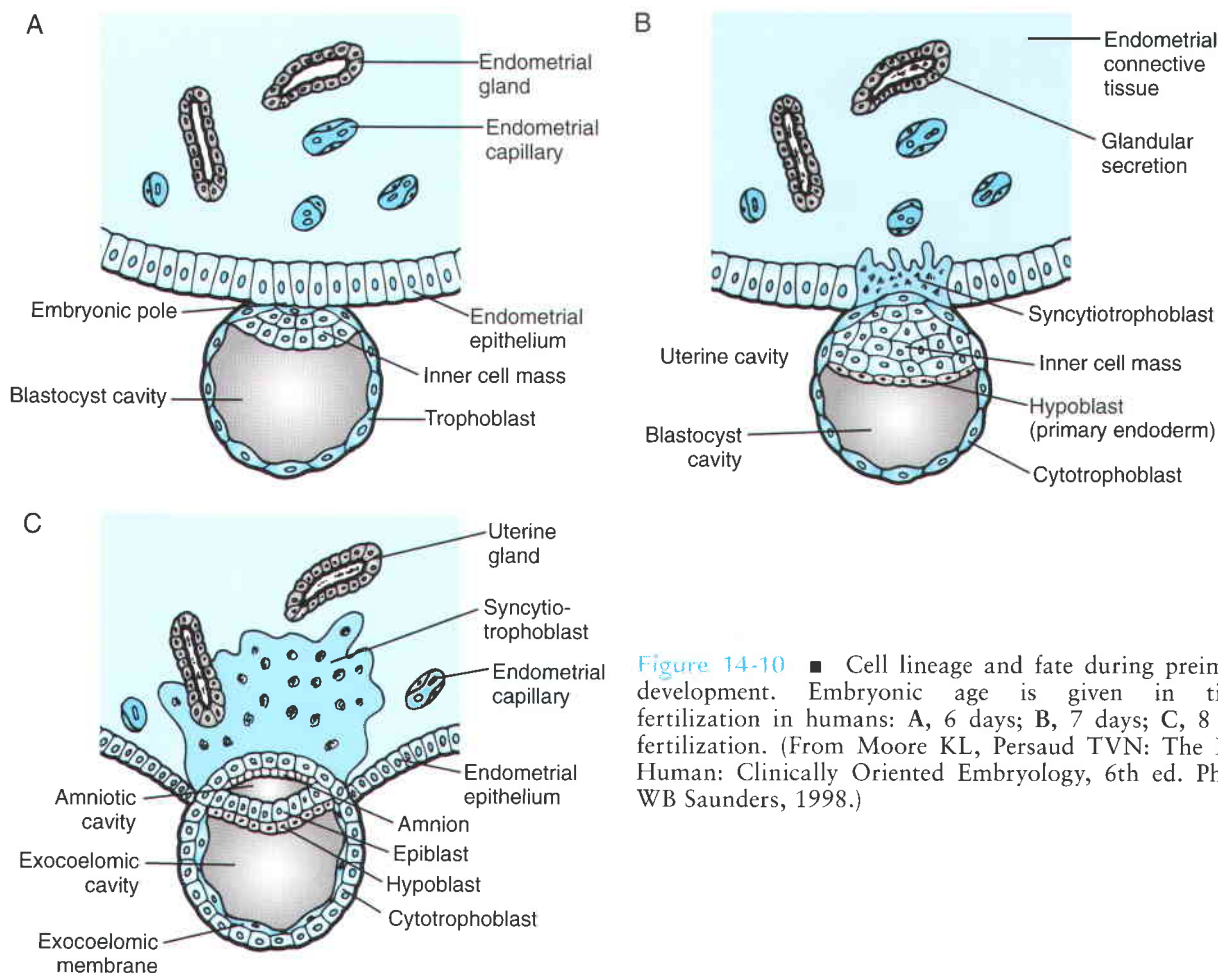 A
Endometrial
gland
Endometrial
capillary
Embryonic pole
Endometrial
epithelium
Inner cell mass
Blastocyst cavity
Trophoblast
B
Endometrial
connective
tissue
Glandular
secretion
Syncytiotrophoblast
Uterine cavity
Inner cell mass
Hypoblast
(primary endoderm)
Blastocyst
cavity
Cytotrophoblast
C
Uterine
gland
Syncytio-
trophoblast
Endometrial
capillary
Endometrial
epithelium
Amniotic
cavity
Amnion
Epiblast
Exocoelomic
cavity
Hypoblast
Cytotrophoblast
Exocoelomic
membrane
Figure 14-10 ■ Cell lineage and fate during
development. Embryonic age is given in
fertilization in humans: A, 6 days; B, 7 days; C, 8
fertilization. (From Moore KL, Persaud TVN: The
Human: Clinically Oriented Embryology, 6th ed.
WB Saunders, 1998.)